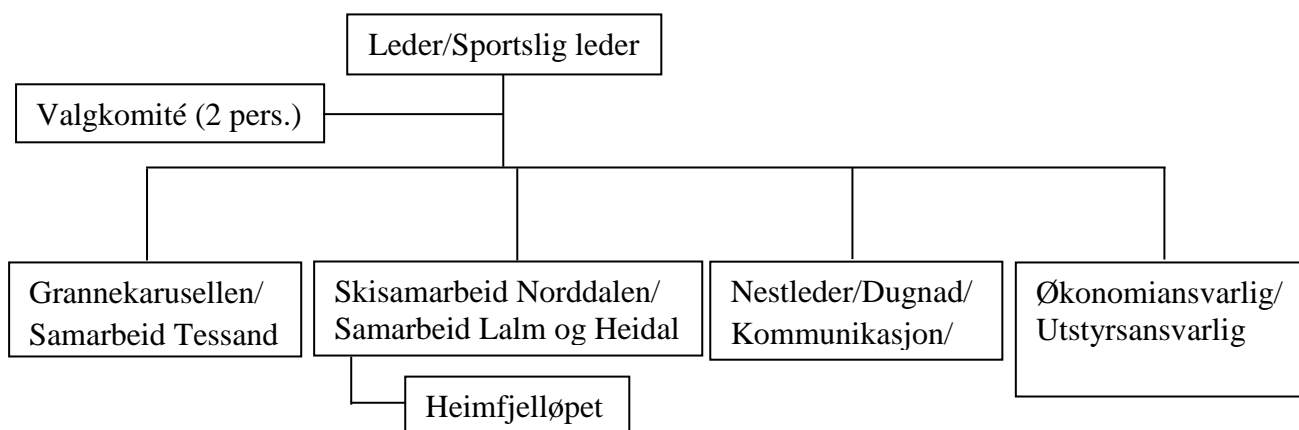 Leder/Sportslig leder
Valgkomité (2 pers.)
Grannekarusellen/
Samarbeid Tessand
Skisamarbeid Norddalen/
Samarbeid Lalm og Heidal
Nestleder/Dugnad/
Kommunikasjon/
Økonomiansvarlig/
Utstyrsansvarlig
Heimfjelløpet